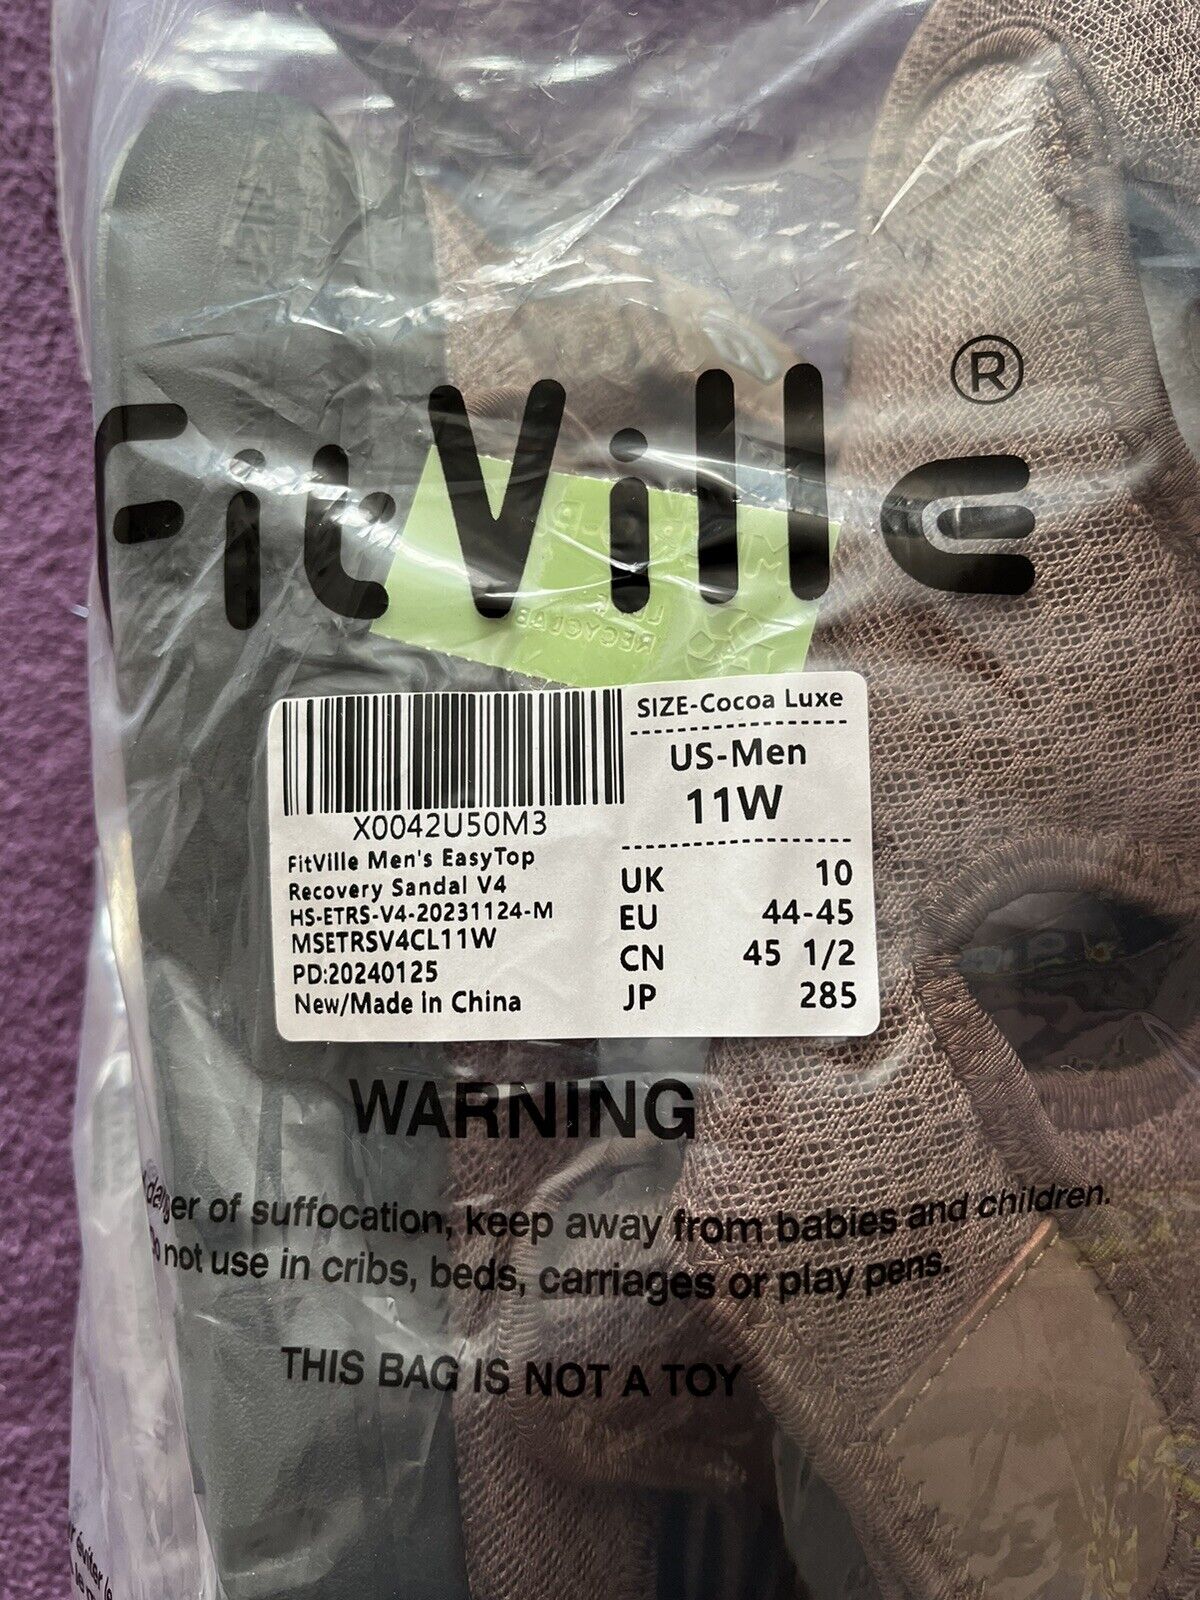 FitVille®
X0042U50M3
FitVille Men's EasyTop
Recovery Sandal V4
HS-ETRS-V4-20231124-M
MSETRSV4CL11W
PD:20240125
New/Made in China
SIZE-Cocoa Luxe
US-Men
11W
UK 10
EU 44-45
CN 45 1/2
JP 285
WARNING
danger of suffocation, keep away from babies and children.
Do not use in cribs, beds, carriages or play pens.
THIS BAG IS NOT A TOY